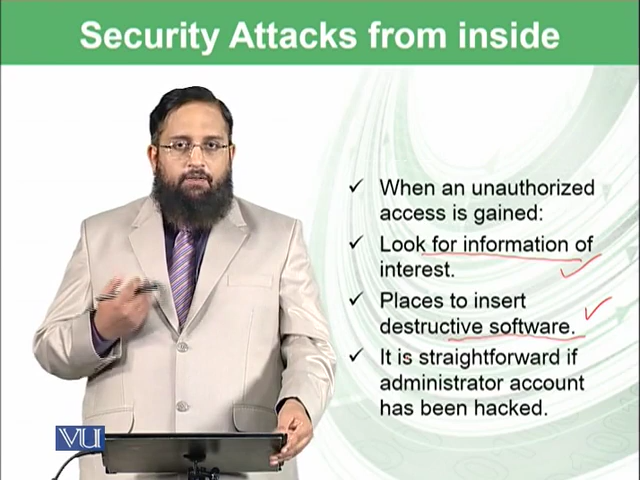 Security Attacks from inside
When an unauthorized
access is gained:
Look for information of
interest.
Places to insert
destructive software.
It is straightforward if
administrator account
has been hacked.
VU